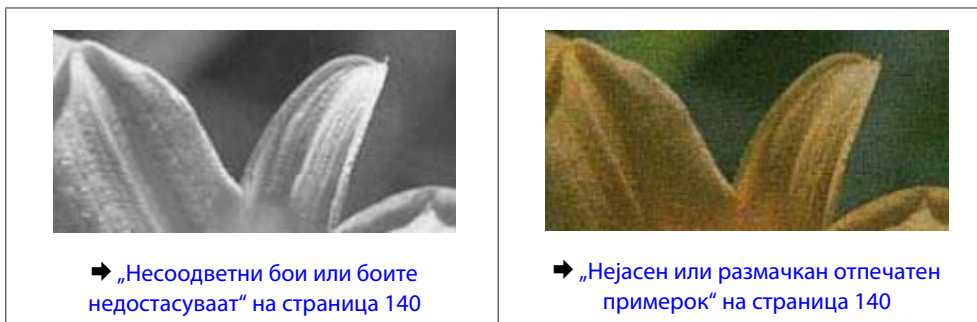 ➡ „Несоодветни бои или боите
недостасуваат“ на страница 140
➡ „Нејасен или размачкан отпечатен
примерок“ на страница 140